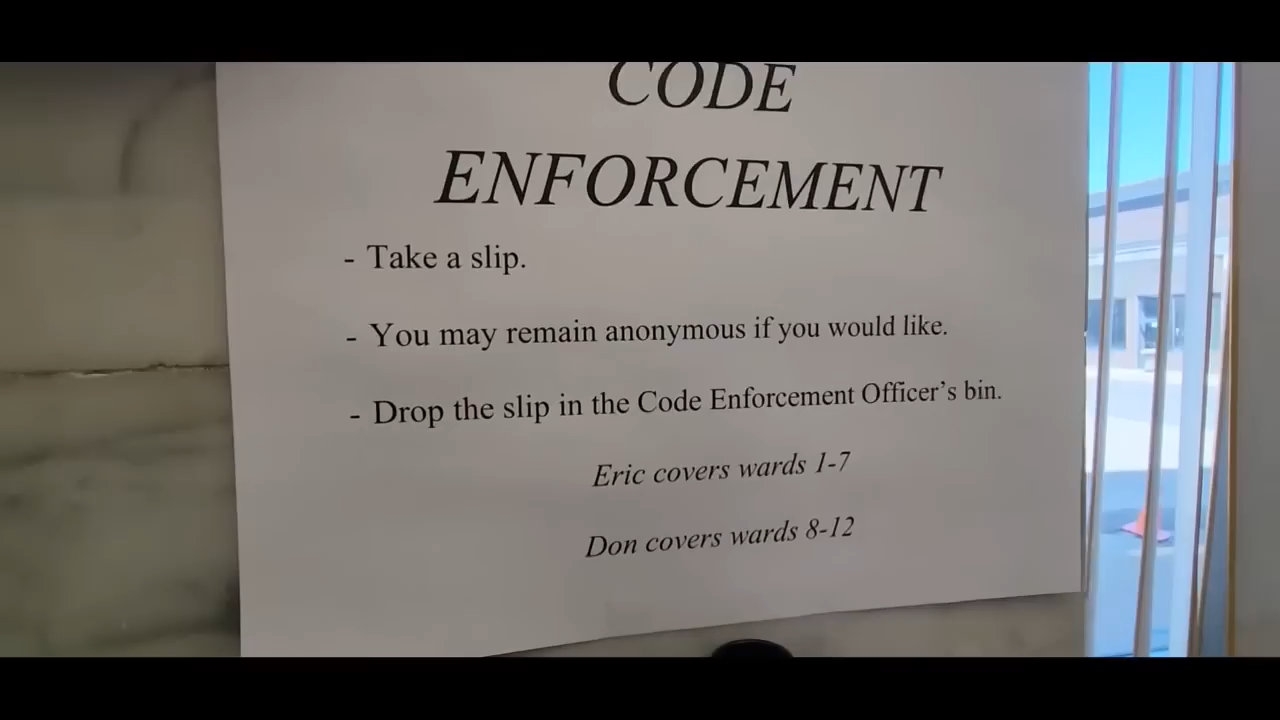 CODE
ENFORCEMENT
- Take a slip.
- You may remain anonymous if you would like.
- Drop the slip in the Code Enforcement Officer's bin.
Eric covers wards 1-7
Don covers wards 8-12